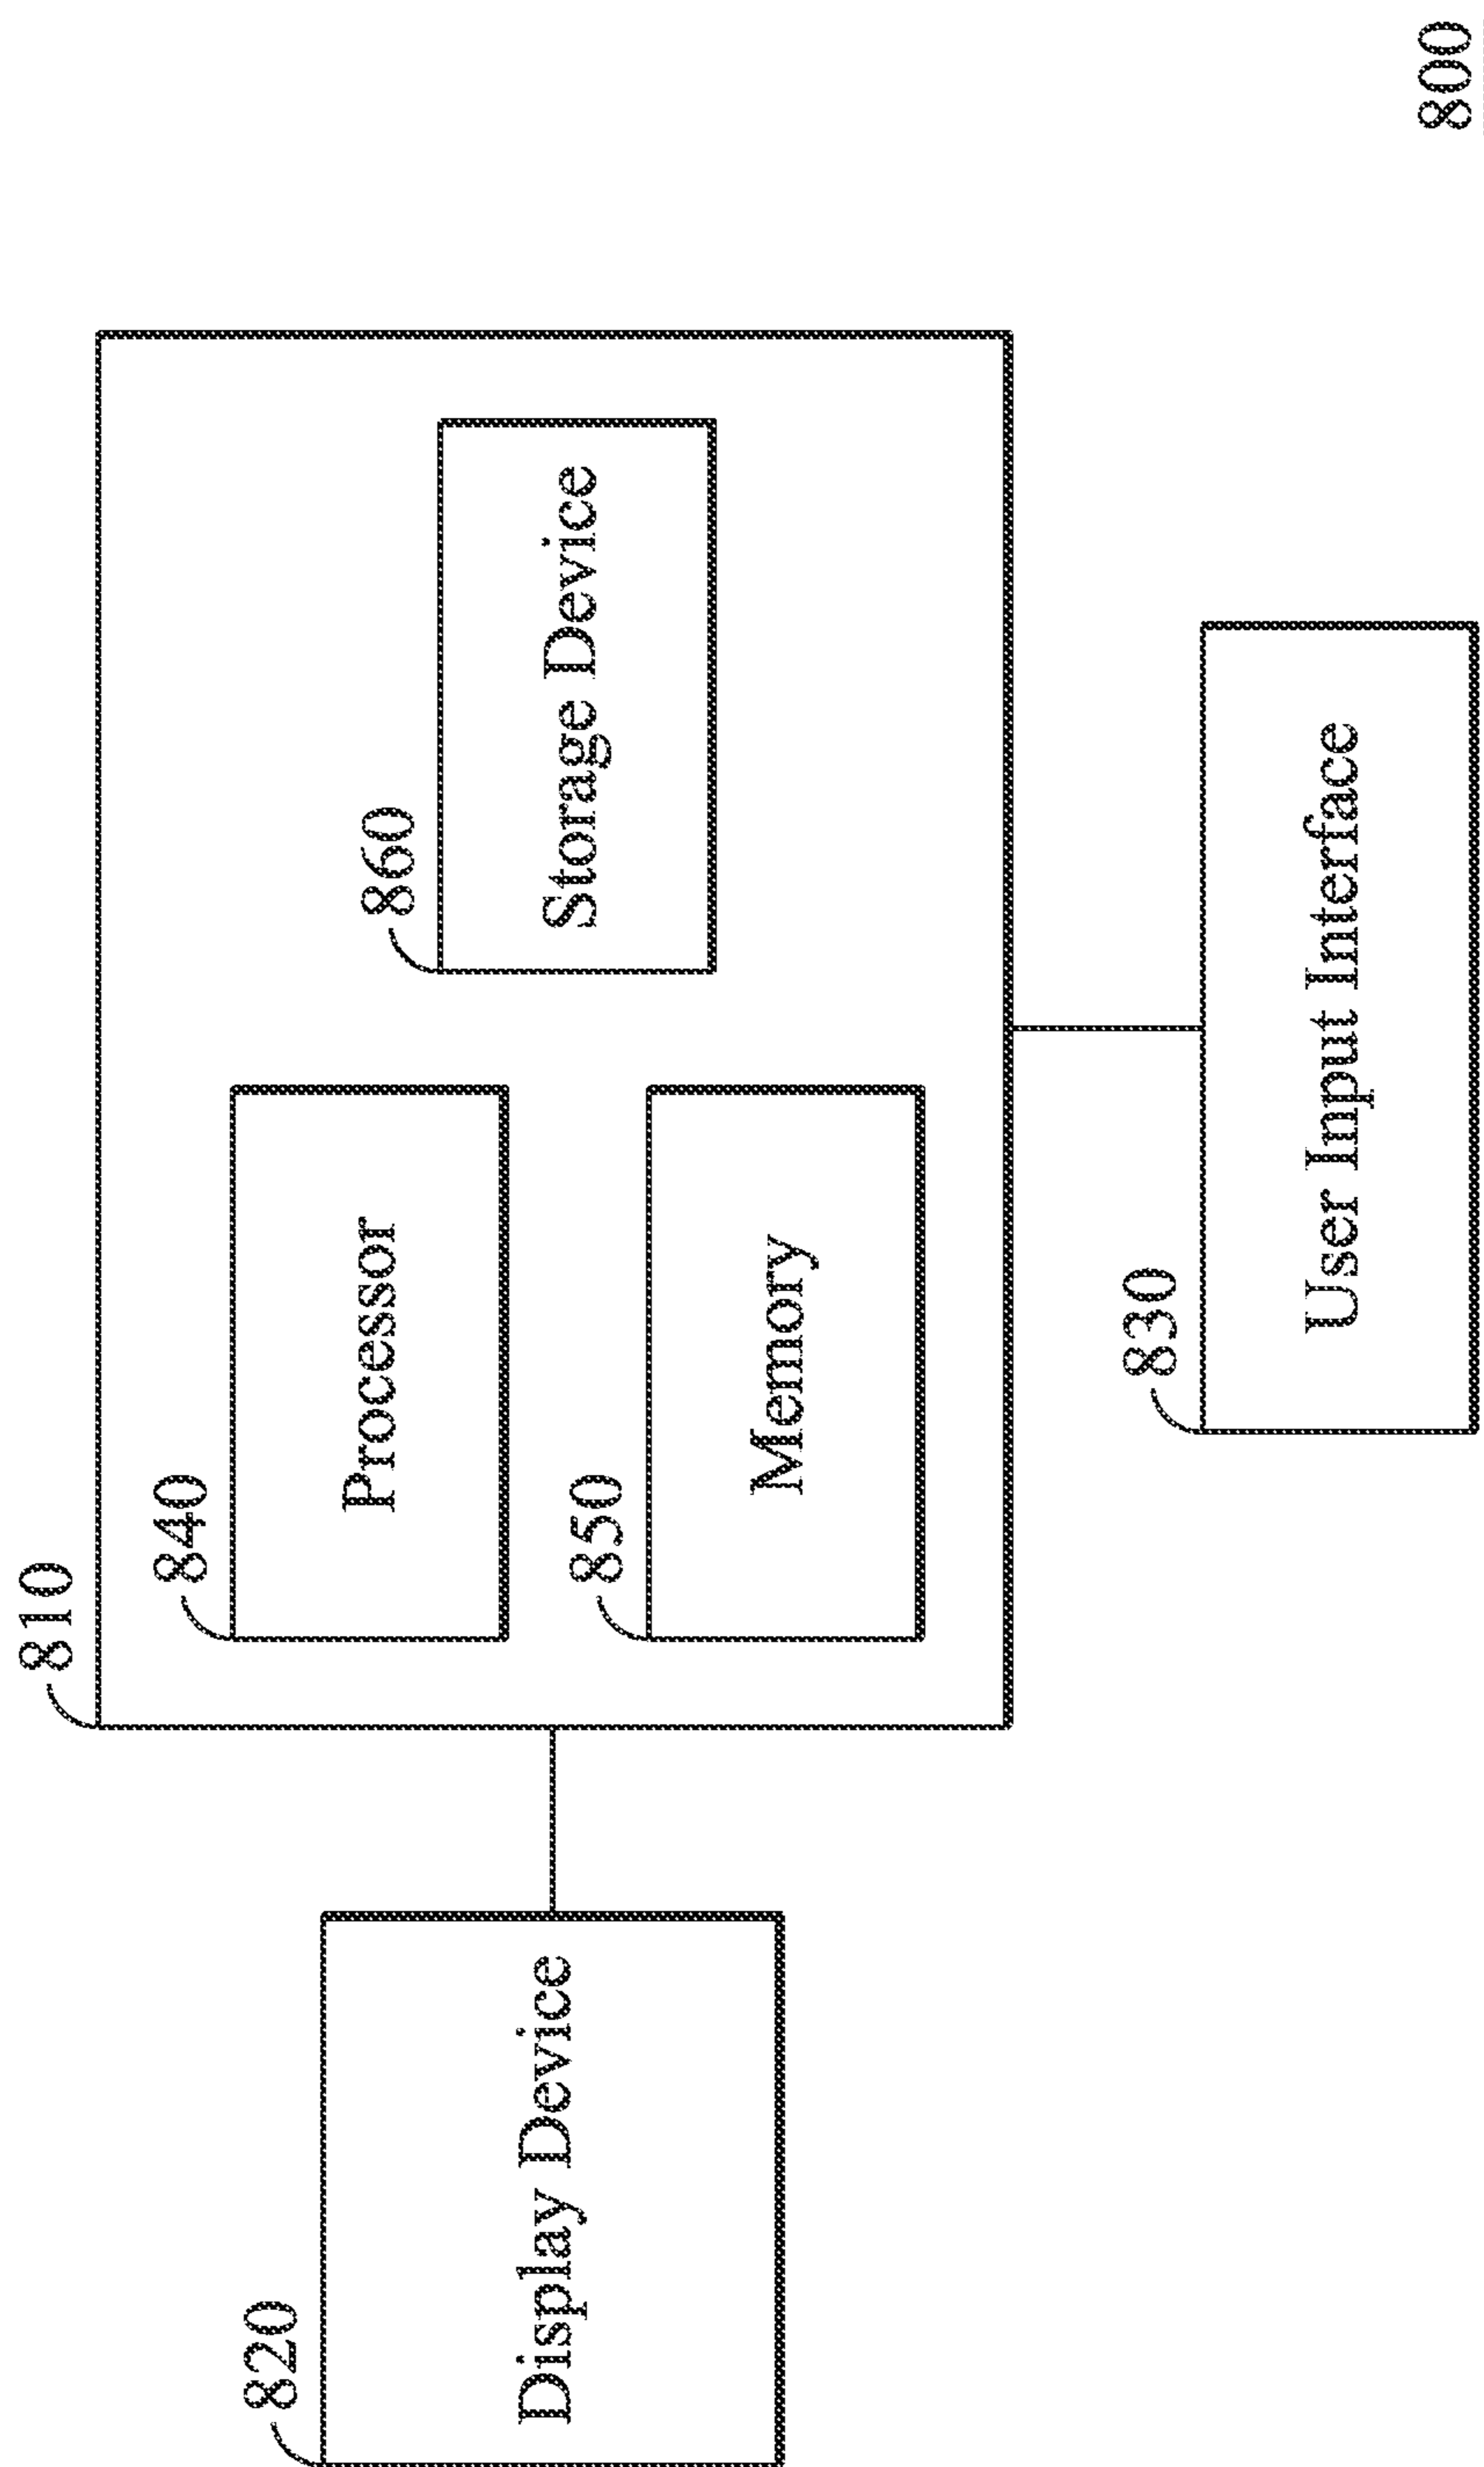 810
820
Display Device
840
Processor
860
Storage Device
850
Memory
830
User Input Interface
800